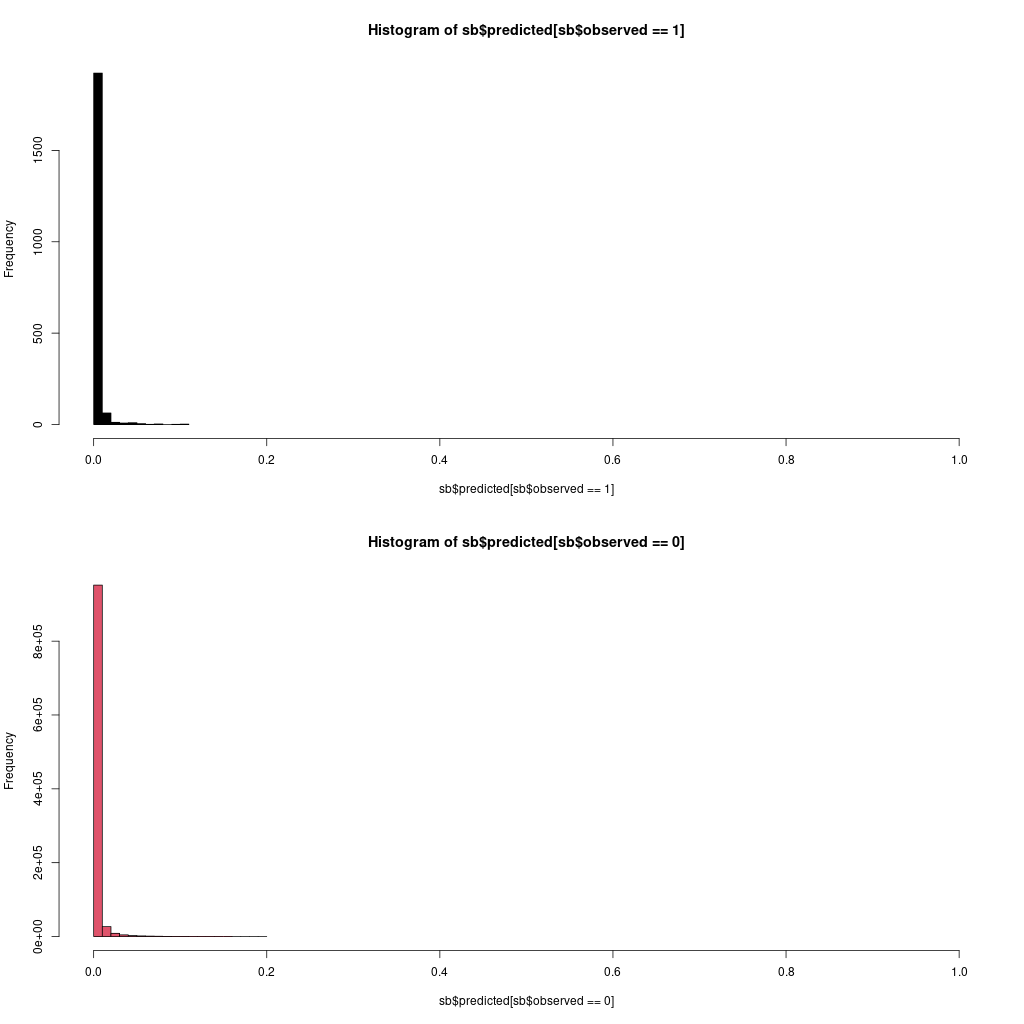 Histogram of sb$predicted[sb$observed == 1]
Frequency
1500
1000
500
0
0.0 0.2 0.4 0.6 0.8 1.0
sb$predicted[sb$observed == 1]
Histogram of sb$predicted[sb$observed == 0]
Frequency
8e+05
6e+05
4e+05
2e+05
0e+00
0.0 0.2 0.4 0.6 0.8 1.0
sb$predicted[sb$observed == 0]